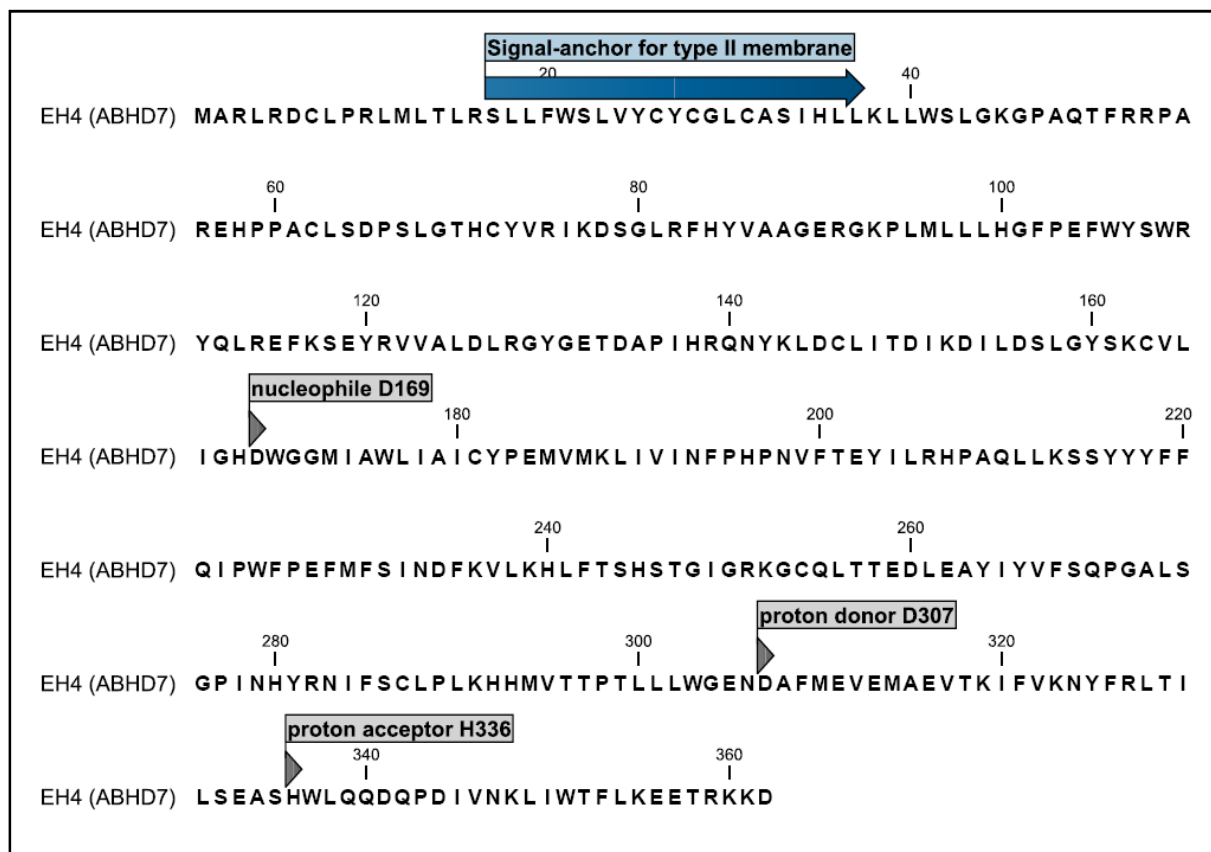 Signal-anchor for type II membrane
20 40
EH4 (ABHD7) MARLRDCLPRLMLTLRSLLFWSLVYCYCGLCASIHLLKLLWSLGKGPAQTFRRPA
60 80 100
EH4 (ABHD7) REHPPACLSDPSLGTHCYVRIKDSGLRFHYVAAGERGKPLMLLLHGFPEFWYSWR
120 140 160
EH4 (ABHD7) YQLREFKSEYRVVALDLRGYGETDAPIHRQNYKLDCLITDIKDILDSLGYSKCVL
nucleophile D169
180 200 220
EH4 (ABHD7) IGHDWGGMIAWLIAICYPEMVMKLIVINFPHPNVFTEYILRHPAQLLKSSYYYFF
240 260
EH4 (ABHD7) QIPWFPEFMFSINDFKVLKHLFTSHSTGIGRKGCQLTTEDLEAYIYVFSQPGALS
proton donor D307
280 300 320
EH4 (ABHD7) GPINHYRNIFSCLPLKHHMVTTPTLLLWGENDAFMEVEMAEVTKIFVKNYFRLTI
proton acceptor H336
340 360
EH4 (ABHD7) LSEASHWLQQDQPDIVNKLIWTFLKEETRKKD